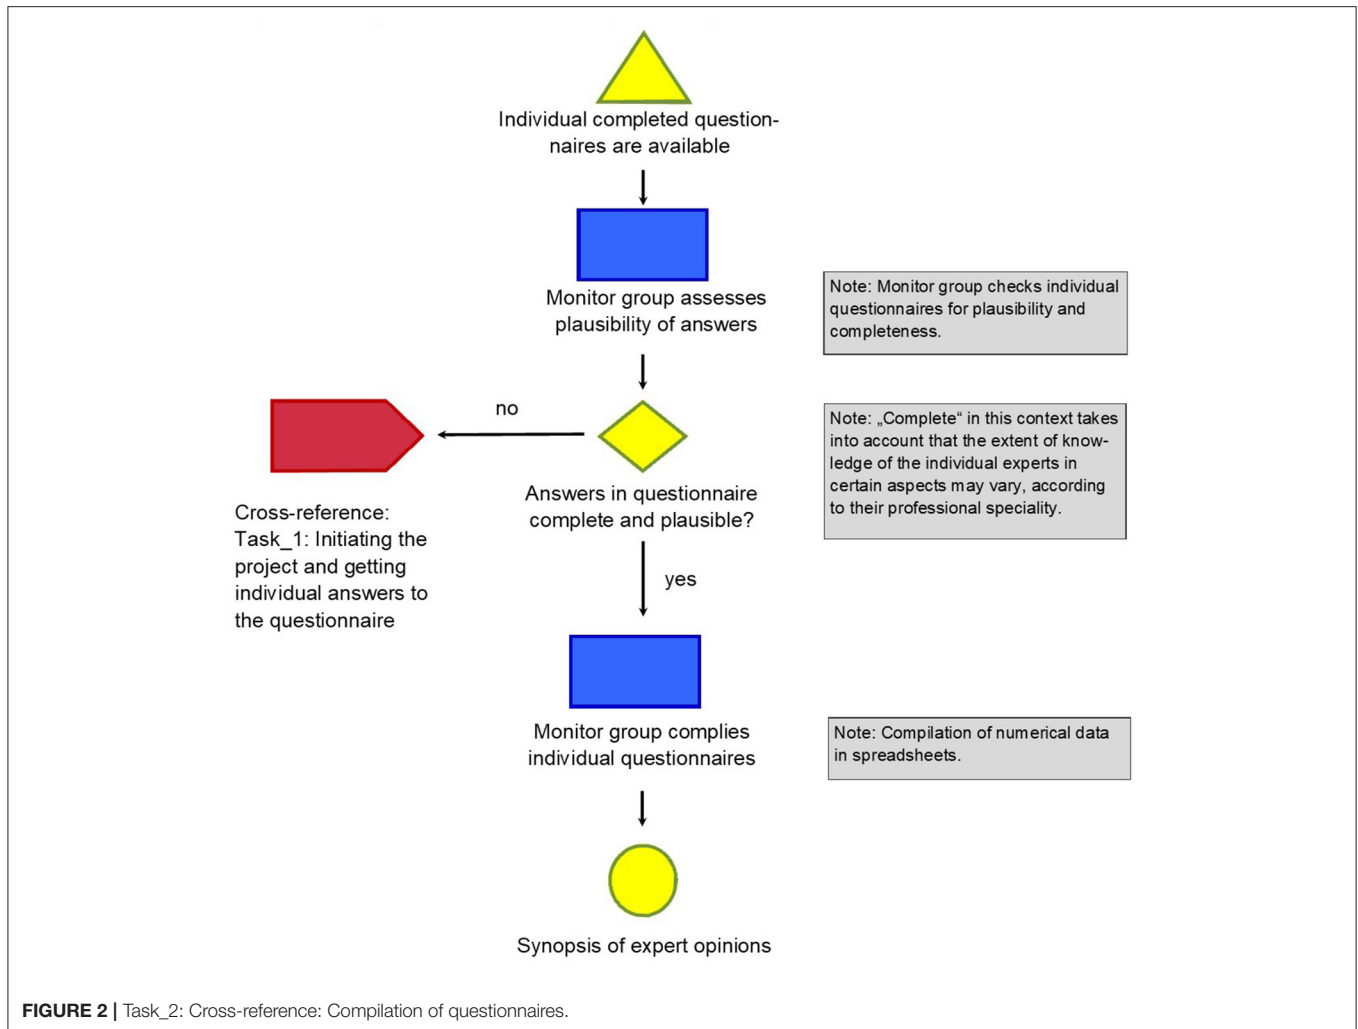 Individual completed question-
naires are available
Monitor group assesses
plausibility of answers
Note: Monitor group checks individual
questionnaires for plausibility and
completeness.
no
Answers in questionnaire
complete and plausible?
Note: „Complete“ in this context takes
into account that the extent of know-
ledge of the individual experts in
certain aspects may vary, according
to their professional speciality.
Cross-reference:
Task_1: Initiating the
project and getting
individual answers to
the questionnaire
yes
Monitor group complies
individual questionnaires
Note: Compilation of numerical data
in spreadsheets.
Synopsis of expert opinions
FIGURE 2 | Task_2: Cross-reference: Compilation of questionnaires.